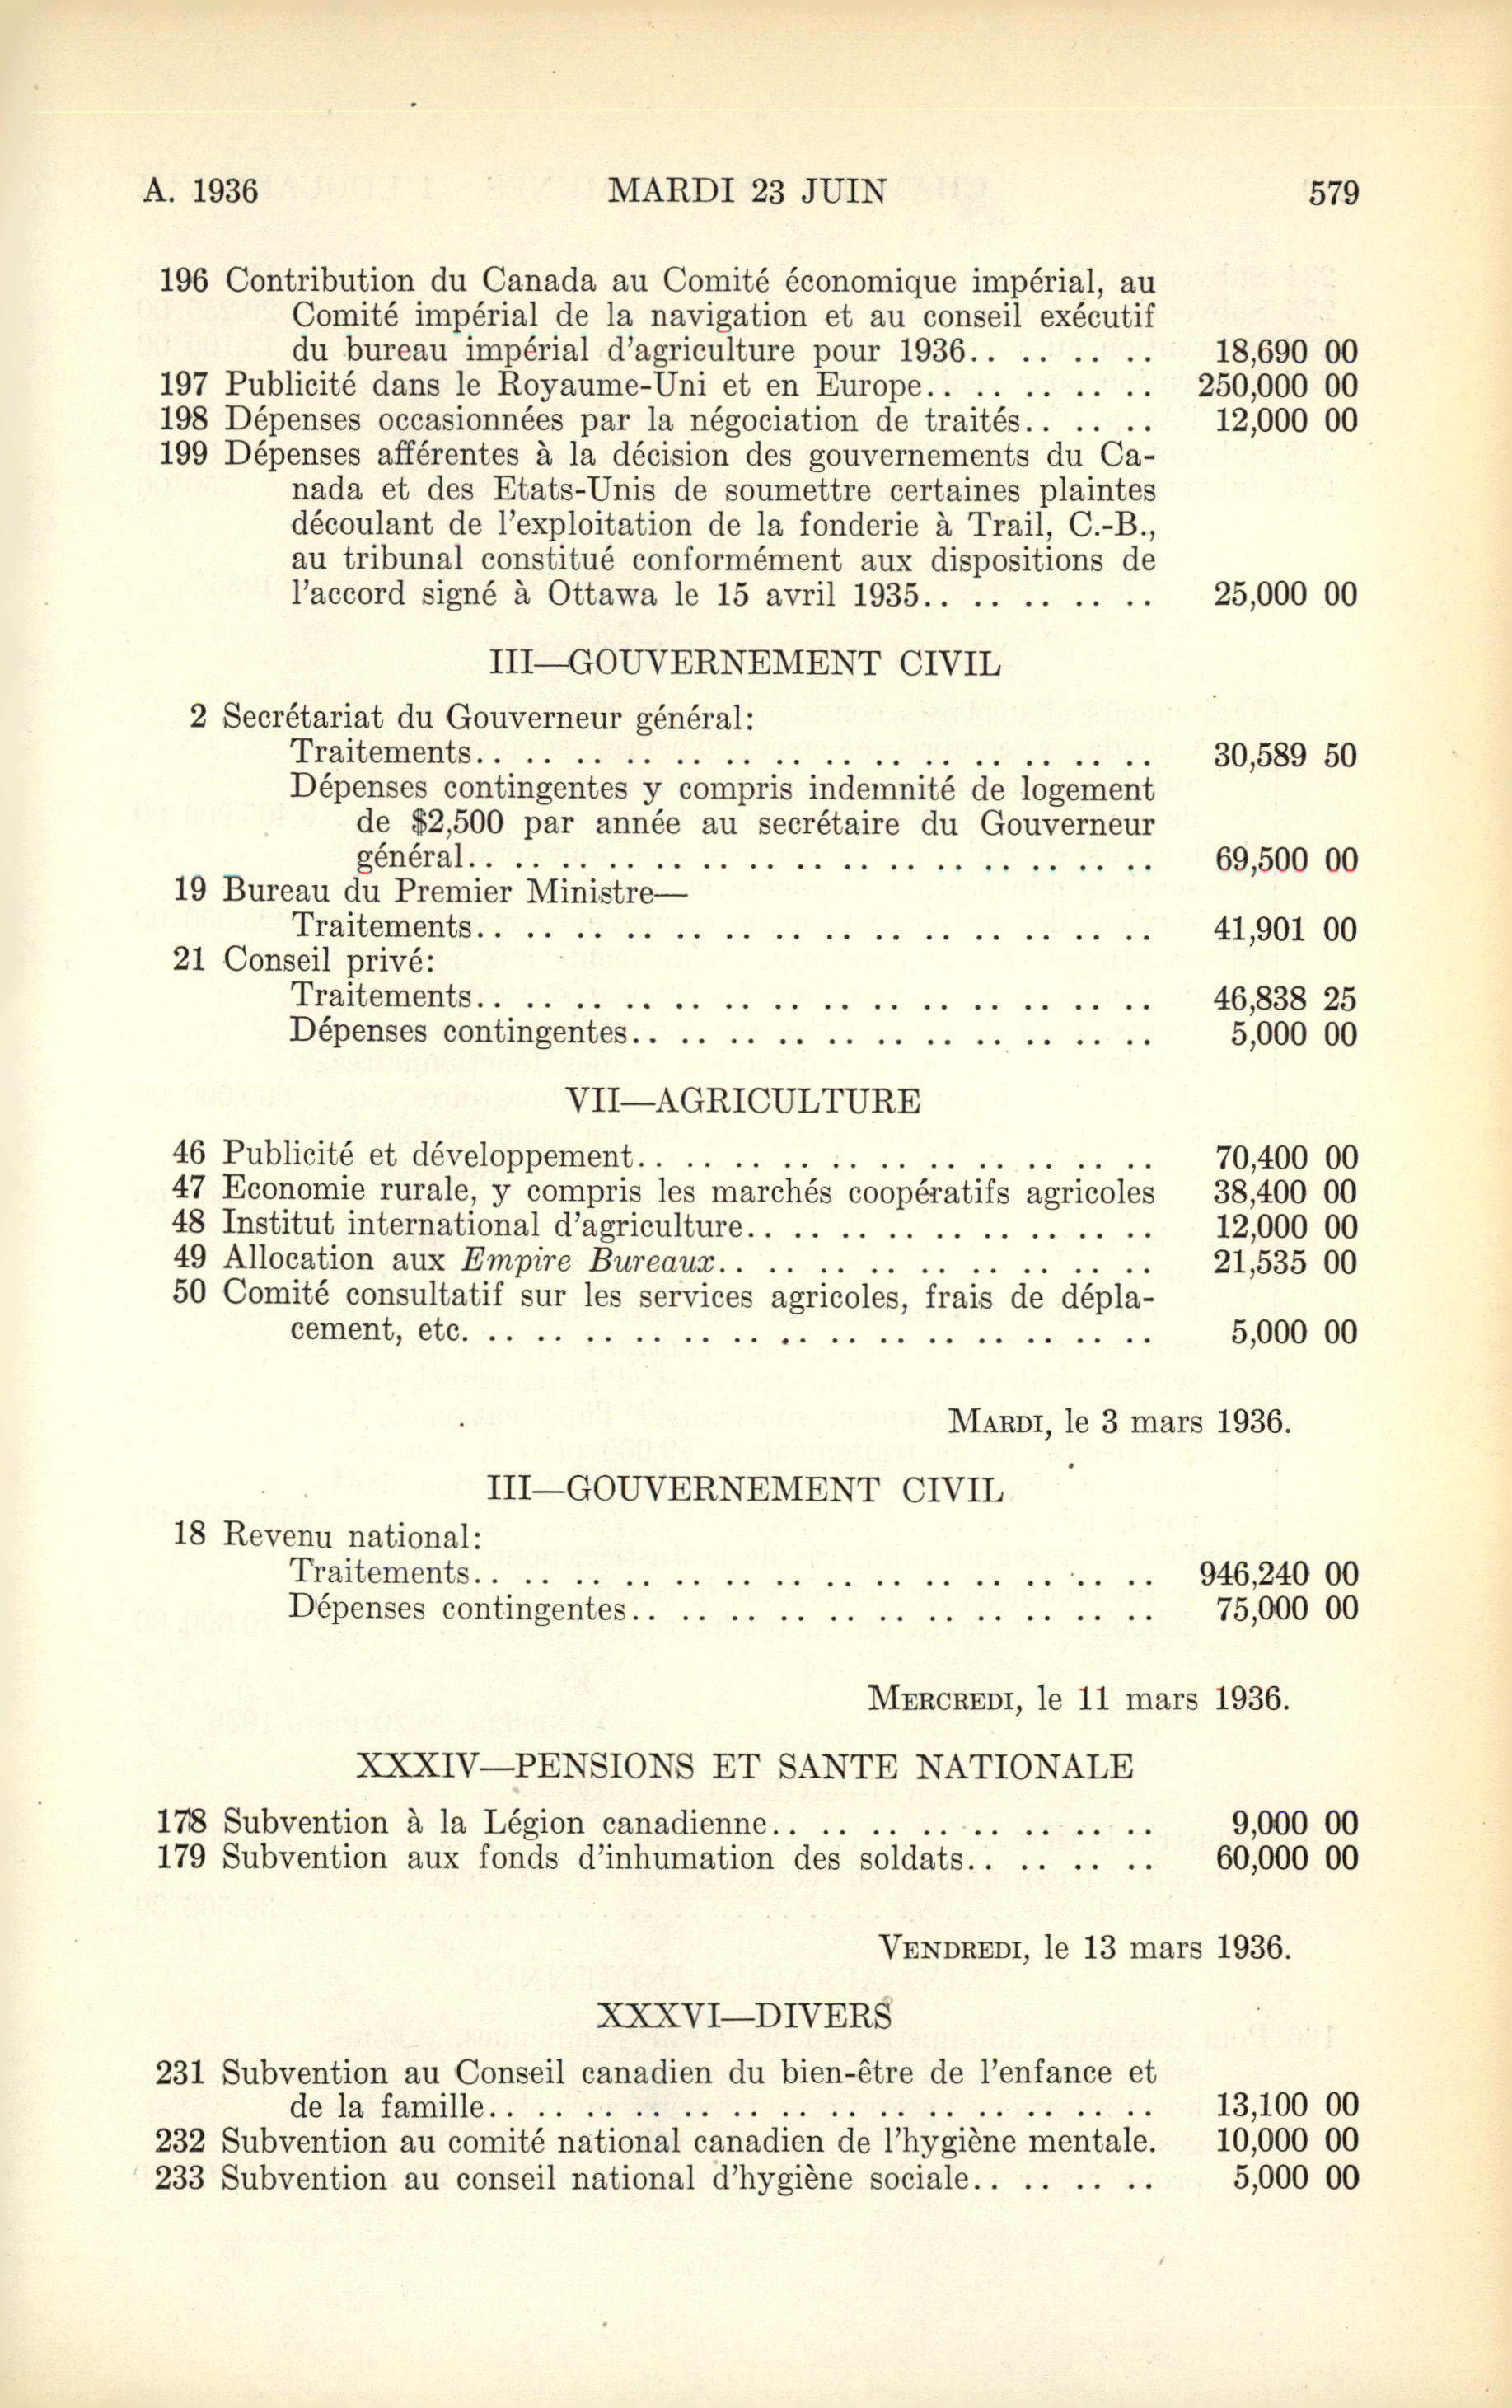 A. 1936 MARDI 23 JUIN 579
196 Contribution du Canada au Comité économique impérial, au
Comité impérial de la navigation et au conseil exécutif
du bureau impérial d'agriculture pour 1936. . . . . . . . 18,690 00
197 Publicité dans le Royaume-Uni et en Europe. . . . . . . . . . 250,000 00
198 Dépenses occasionnées par la négociation de traités. . . . . . 12,000 00
199 Dépenses afférentes à la décision des gouvernements du Ca-
nada et des Etats-Unis de soumettre certaines plaintes
découlant de l'exploitation de la fonderie à Trail, C.-B.,
au tribunal constitué conformément aux dispositions de
l'accord signé à Ottawa le 15 avril 1935. . . . . . . . . . 25,000 00
III—GOUVERNEMENT CIVIL
2 Secrétariat du Gouverneur général:
Traitements. . . . . . . . . . . . . . . . . . . . . . . . . . . . 30,589 50
Dépenses contingentes y compris indemnité de logement
de $2,500 par année au secrétaire du Gouverneur
général. . . . . . . . . . . . . . . . . . . . . . . . . . . . . . 69,500 00
19 Bureau du Premier Ministre—
Traitements. . . . . . . . . . . . . . . . . . . . . . . . . . . . 41,901 00
21 Conseil privé:
Traitements. . . . . . . . . . . . . . . . . . . . . . . . . . . . 46,838 25
Dépenses contingentes. . . . . . . . . . . . . . . . . . . . . . 5,000 00
VII—AGRICULTURE
46 Publicité et développement. . . . . . . . . . . . . . . . . . . . . . 70,400 00
47 Economie rurale, y compris les marchés coopératifs agricoles 38,400 00
48 Institut international d'agriculture. . . . . . . . . . . . . . . . . . 12,000 00
49 Allocation aux Empire Bureaux. . . . . . . . . . . . . . . . . . 21,535 00
50 Comité consultatif sur les services agricoles, frais de dépla-
cement, etc. . . . . . . . . . . . . . . . . . . . . . . . . . . . . 5,000 00
MARDI, le 3 mars 1936.
III—GOUVERNEMENT CIVIL
18 Revenu national:
Traitements. . . . . . . . . . . . . . . . . . . . . . . . . . . . 946,240 00
Dépenses contingentes. . . . . . . . . . . . . . . . . . . . . . 75,000 00
MERCREDI, le 11 mars 1936.
XXXIV—PENSIONS ET SANTE NATIONALE
178 Subvention à la Légion canadienne. . . . . . . . . . . . . . . . 9,000 00
179 Subvention aux fonds d'inhumation des soldats. . . . . . . . 60,000 00
VENDREDI, le 13 mars 1936.
XXXVI—DIVERS
231 Subvention au Conseil canadien du bien-être de l'enfance et
de la famille. . . . . . . . . . . . . . . . . . . . . . . . . . . . 13,100 00
232 Subvention au comité national canadien de l'hygiène mentale. 10,000 00
233 Subvention au conseil national d'hygiène sociale. . . . . . . . 5,000 00